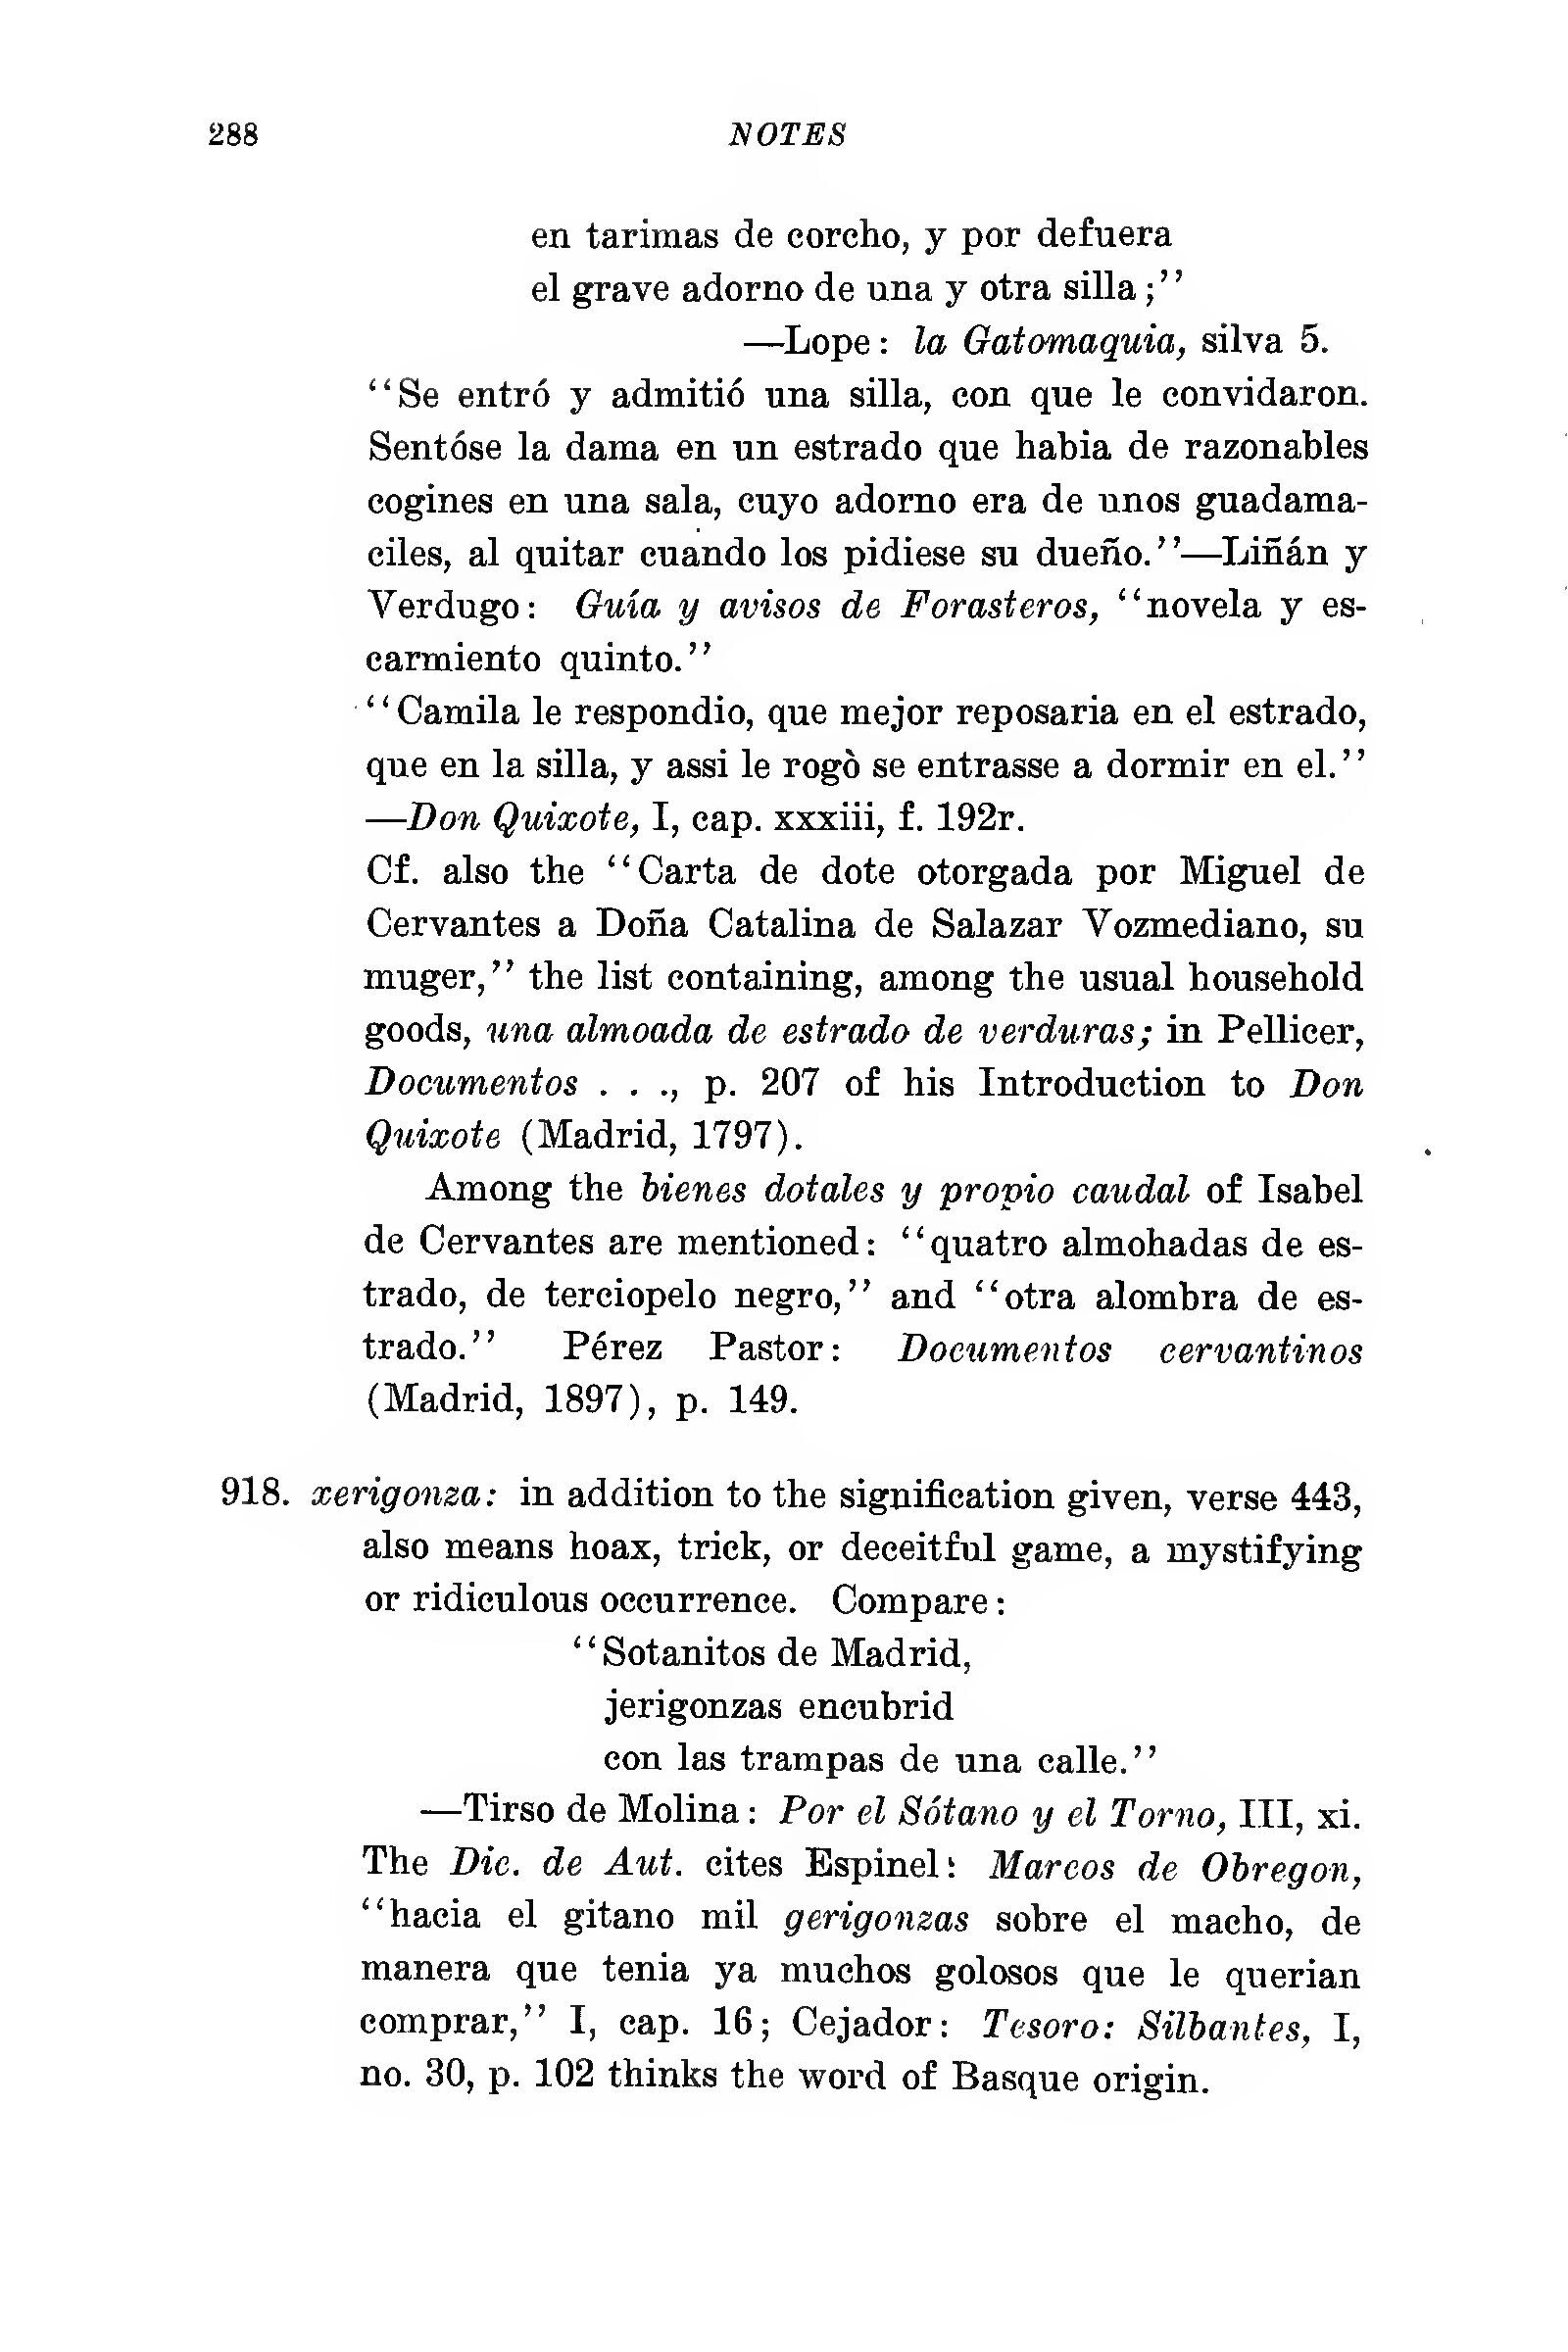 288 NOTES
en tarimas de corcho, y por defuera
el grave adorno de una y otra silla;''
—Lope: la Gatomaquia, silva 5.
"Se entró y admitió una silla, con que le convidaron.
Sentóse la dama en un estrado que habia de razonables
cogines en una sala, cuyo adorno era de unos guadama-
ciles, al quitar cuando los pidiese su dueño."—Liñán y
Verdugo: Guía y avisos de Forasteros, "novela y es-
carmiento quinto."
"Camila le respondio, que mejor reposaria en el estrado,
que en la silla, y assi le rogò se entrasse a dormir en el."
—Don Quixote, I, cap. xxxiii, f. 192r.
Cf. also the "Carta de dote otorgada por Miguel de
Cervantes a Doña Catalina de Salazar Vozmediano, su
muger," the list containing, among the usual household
goods, una almoada de estrado de verduras; in Pellicer,
Documentos . . ., p. 207 of his Introduction to Don
Quixote (Madrid, 1797).
Among the bienes dotales y propio caudal of Isabel
de Cervantes are mentioned: "quatro almohadas de es-
trado, de terciopelo negro," and "otra alombra de es-
trado." Pérez Pastor: Documentos cervantinos
(Madrid, 1897), p. 149.
918. xerigonza: in addition to the signification given, verse 443,
also means hoax, trick, or deceitful game, a mystifying
or ridiculous occurrence. Compare:
"Sotanitos de Madrid,
jerigonzas encubrid
con las trampas de una calle."
—Tirso de Molina: Por el Sótano y el Torno, III, xi.
The Dic. de Aut. cites Espinel: Marcos de Obregon,
"hacia el gitano mil gerigonzas sobre el macho, de
manera que tenia ya muchos golosos que le querian
comprar," I, cap. 16; Cejador: Tesoro: Silbantes, I,
no. 30, p. 102 thinks the word of Basque origin.